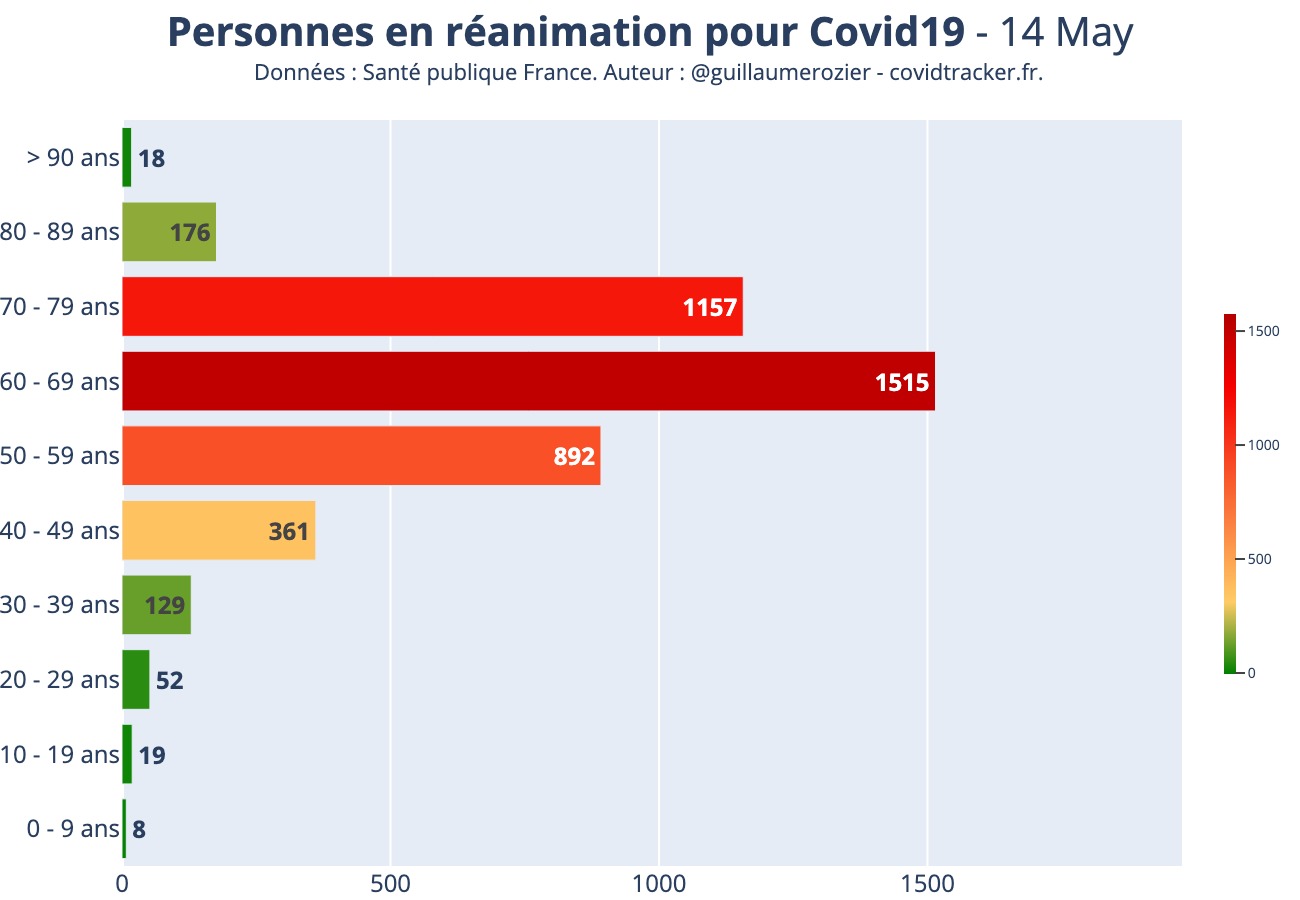 Personnes en réanimation pour Covid19 - 14 May
Données : Santé publique France. Auteur : @guillaumerozier - covidtracker.fr.
> 90 ans 18
80 - 89 ans 176
70 - 79 ans 1157
60 - 69 ans 1515
50 - 59 ans 892
40 - 49 ans 361
30 - 39 ans 129
20 - 29 ans 52
10 - 19 ans 19
0 - 9 ans 8
0 500 1000 1500
1500
1000
500
0